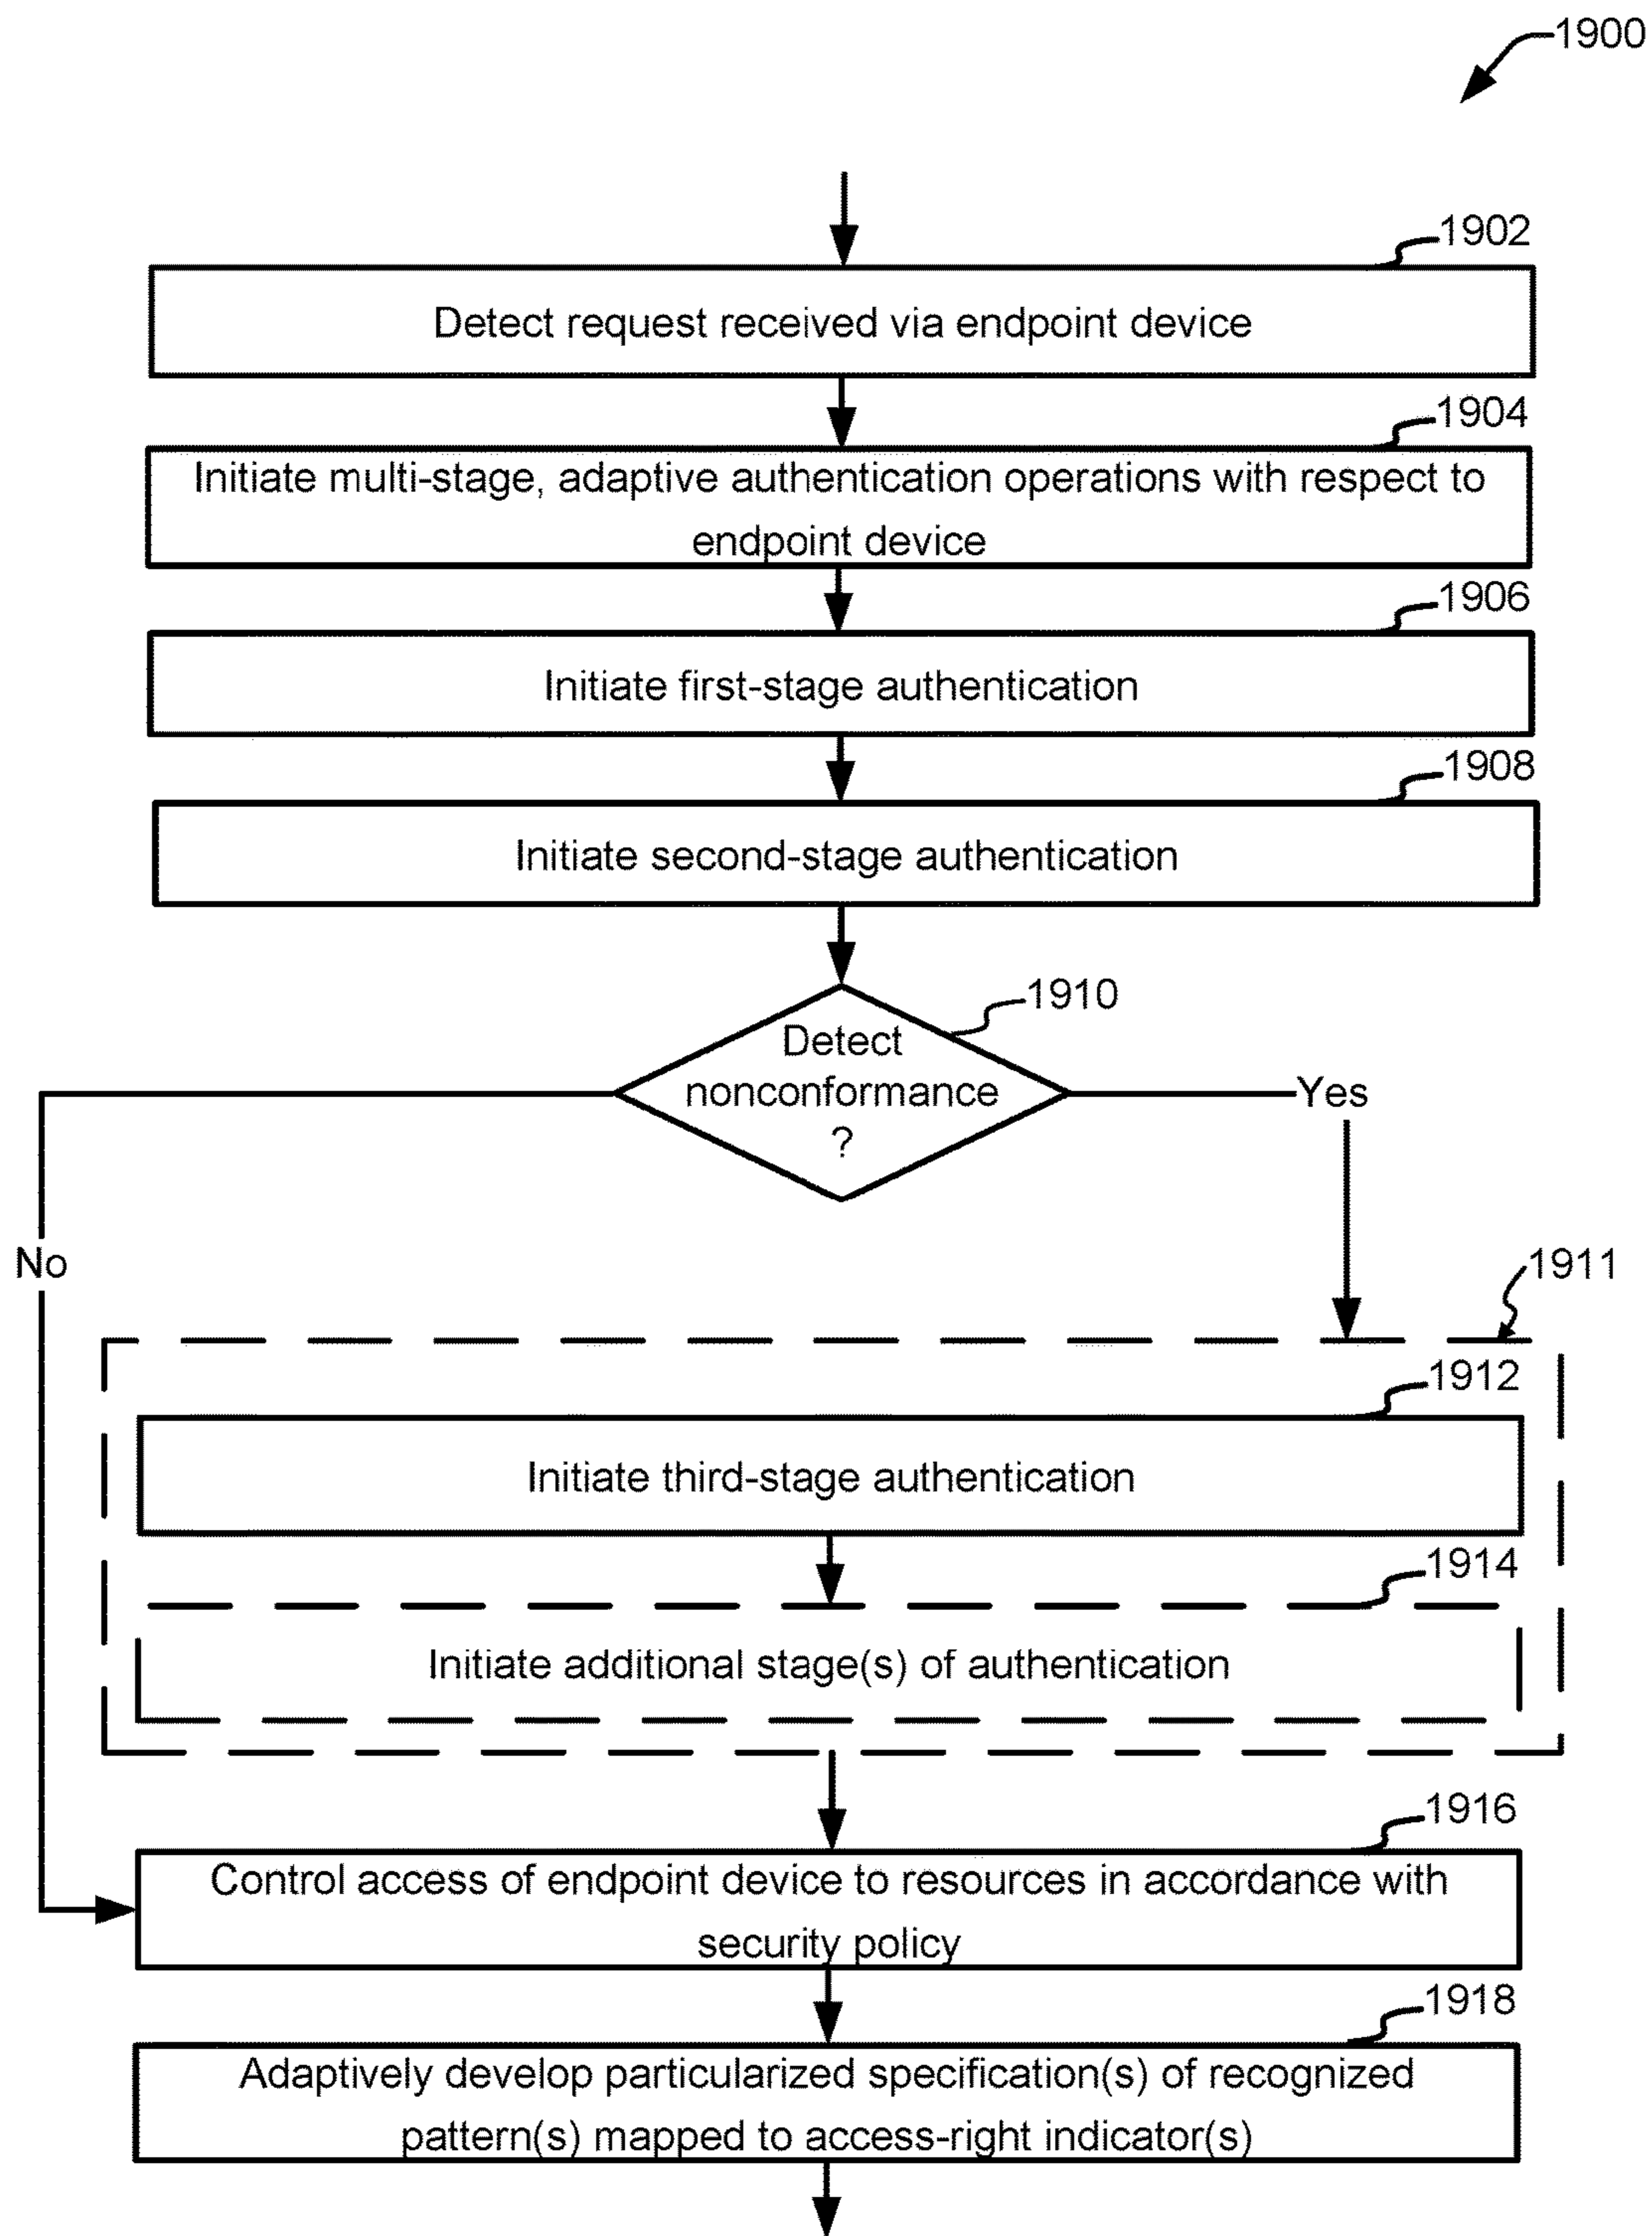 1900
1902
Detect request received via endpoint device
1904
Initiate multi-stage, adaptive authentication operations with respect to
endpoint device
1906
Initiate first-stage authentication
1908
Initiate second-stage authentication
1910
Detect
nonconformance
?
Yes
No
1911
1912
Initiate third-stage authentication
1914
Initiate additional stage(s) of authentication
1916
Control access of endpoint device to resources in accordance with
security policy
1918
Adaptively develop particularized specification(s) of recognized
pattern(s) mapped to access-right indicator(s)